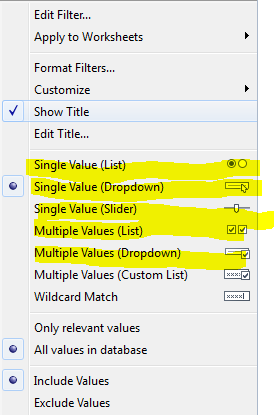 Edit Filter...
Apply to Worksheets
Format Filters...
Customize
Show Title
Edit Title...
Single Value (List)
Single Value (Dropdown)
Single Value (Slider)
Multiple Values (List)
Multiple Values (Dropdown)
Multiple Values (Custom List)
Wildcard Match
Only relevant values
All values in database
Include Values
Exclude Values